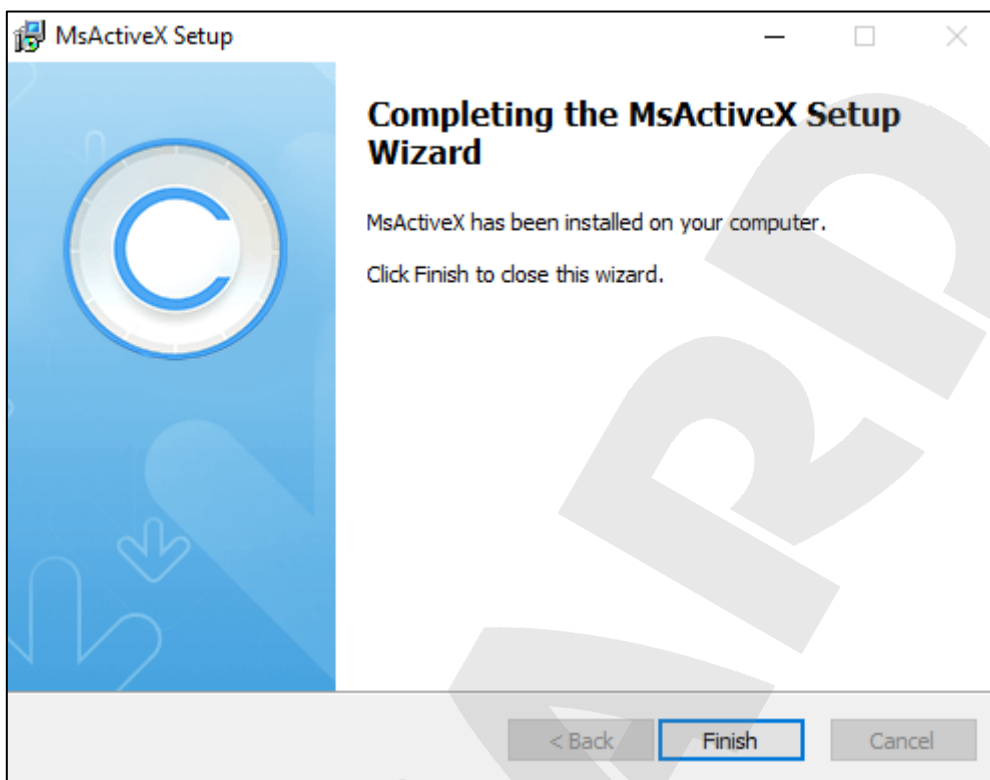 MsActiveX Setup
Completing the MsActiveX Setup
Wizard
MsActiveX has been installed on your computer.
Click Finish to close this wizard.
< Back
Finish
Cancel